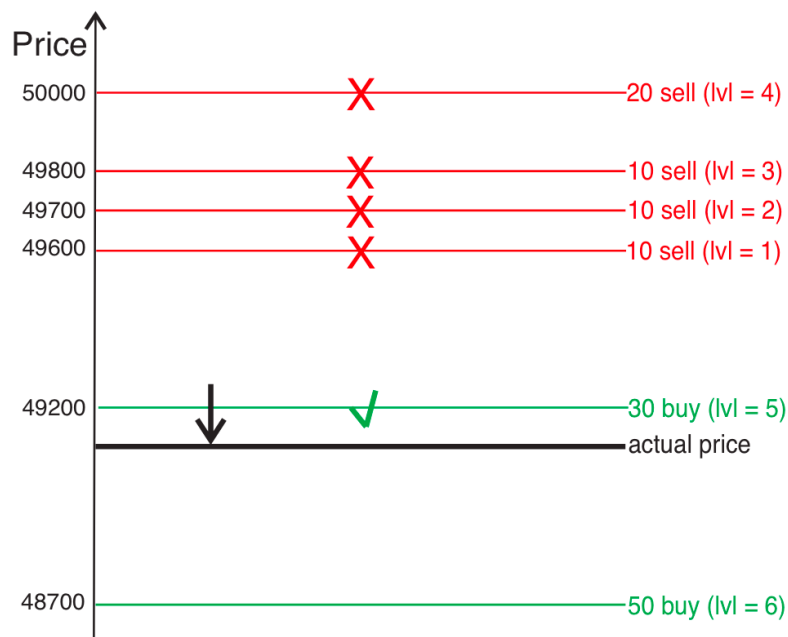 Price
50000
20 sell (lvl = 4)
49800
10 sell (lvl = 3)
49700
10 sell (lvl = 2)
49600
10 sell (lvl = 1)
49200
30 buy (lvl = 5)
actual price
48700
50 buy (lvl = 6)